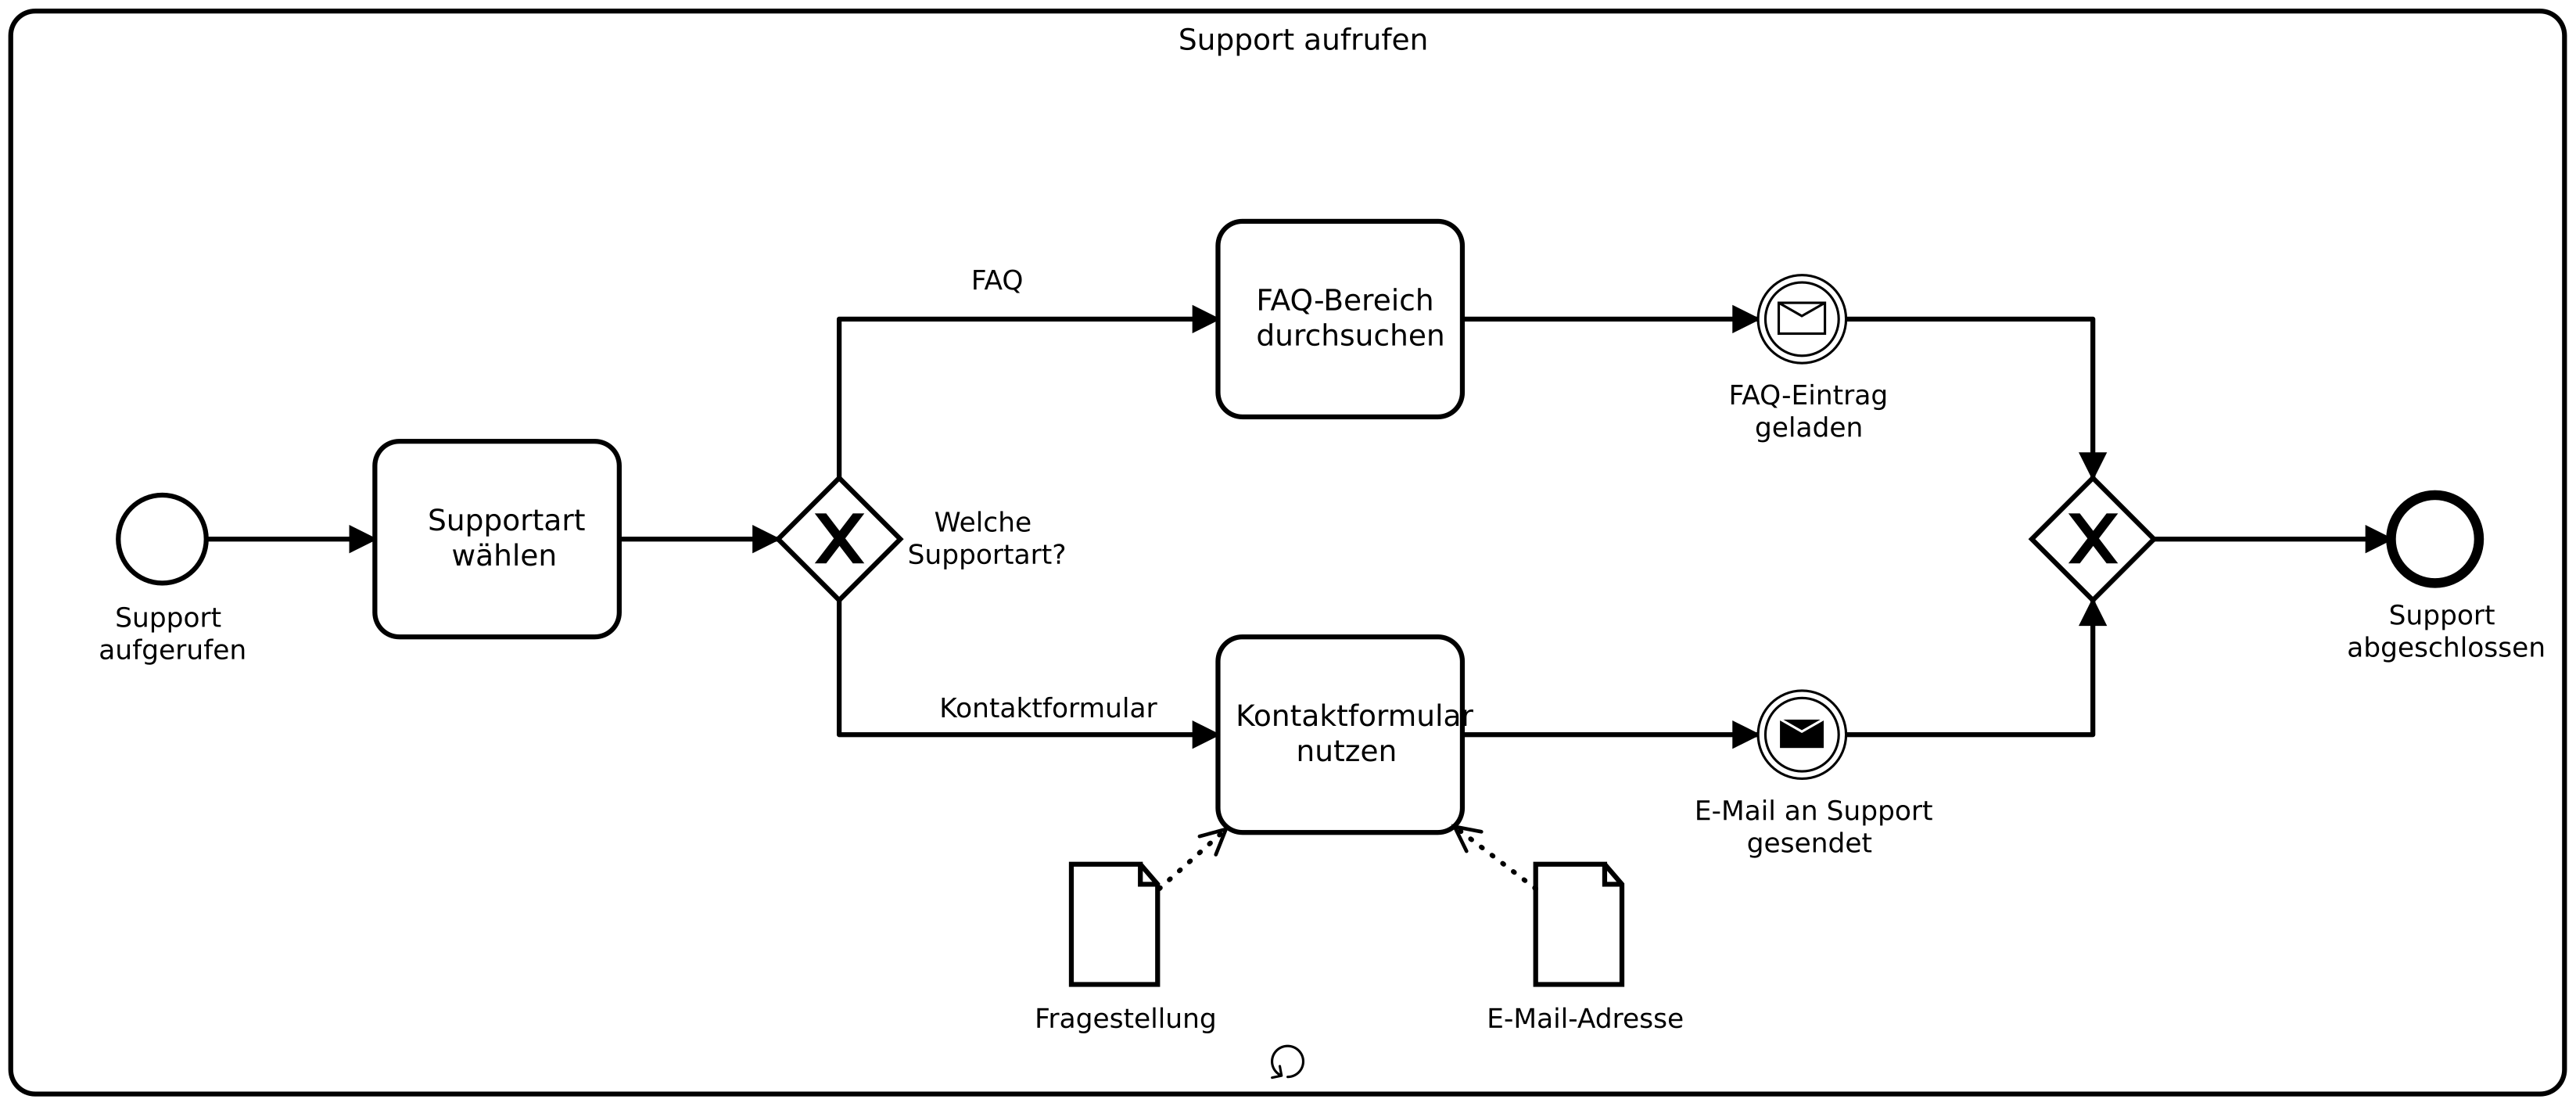 Support aufrufen
FAQ
FAQ-Bereich
durchsuchen
FAQ-Eintrag
geladen
Supportart
wählen
Welche
Supportart?
Support
aufgerufen
Support
abgeschlossen
Kontaktformular
Kontaktformular
nutzen
E-Mail an Support
gesendet
Fragestellung
E-Mail-Adresse